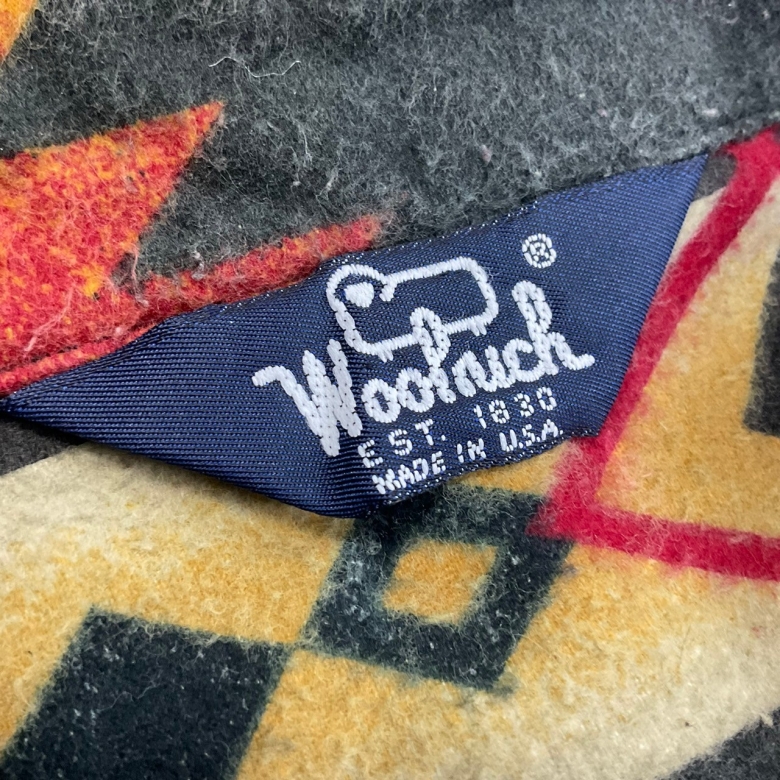 ®
Woolrich
EST. 1830
MADE IN U.S.A.